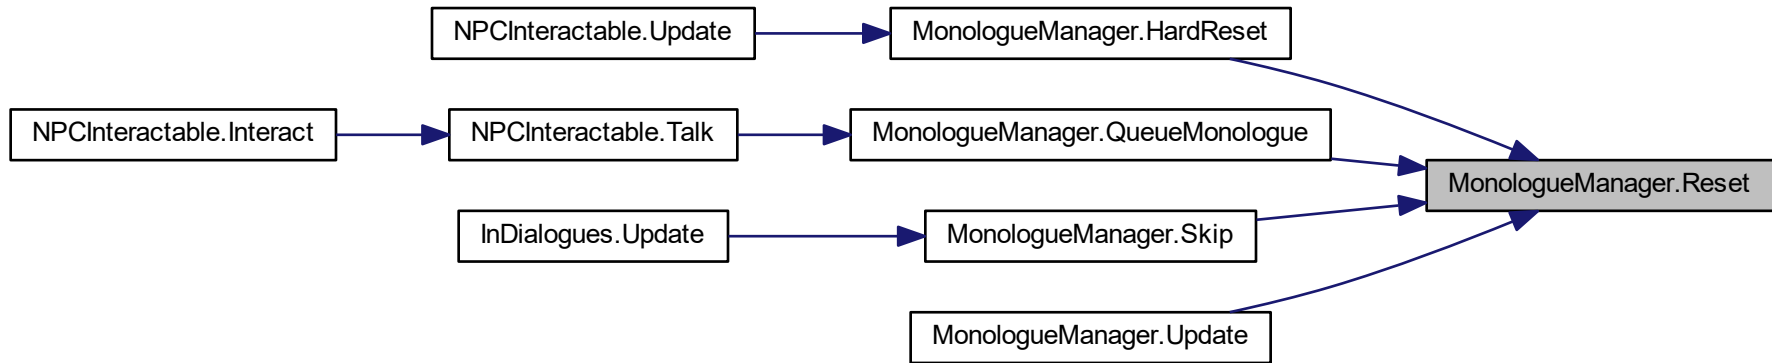 NPCInteractable.Update
MonologueManager.HardReset
NPCInteractable.Interact
NPCInteractable.Talk
MonologueManager.QueueMonologue
MonologueManager.Reset
InDialogues.Update
MonologueManager.Skip
MonologueManager.Update